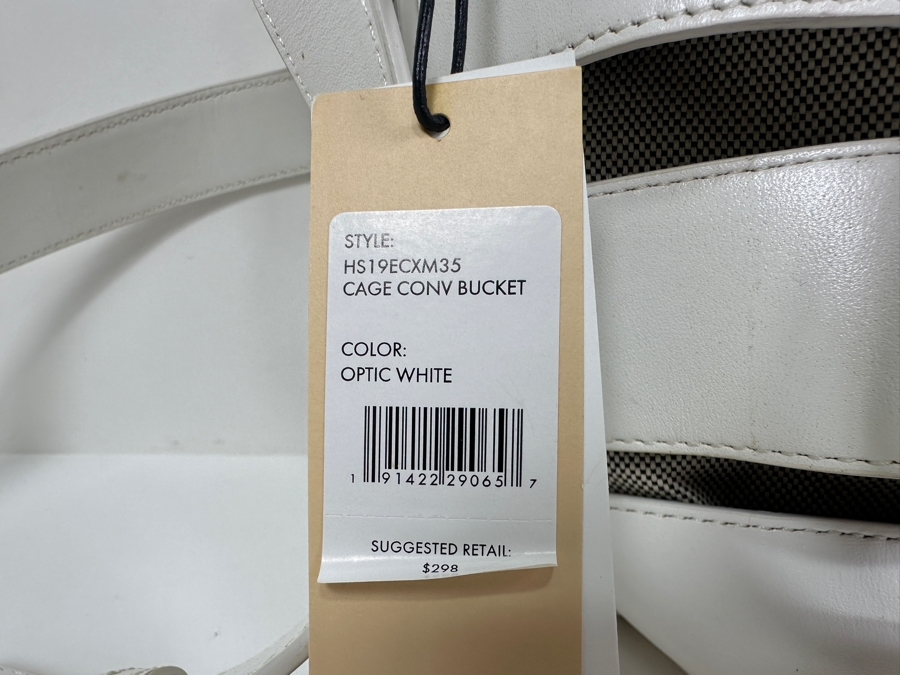 STYLE:
HS19ECXM35
CAGE CONV BUCKET
COLOR:
OPTIC WHITE
1 91422 29065 7
SUGGESTED RETAIL:
$298